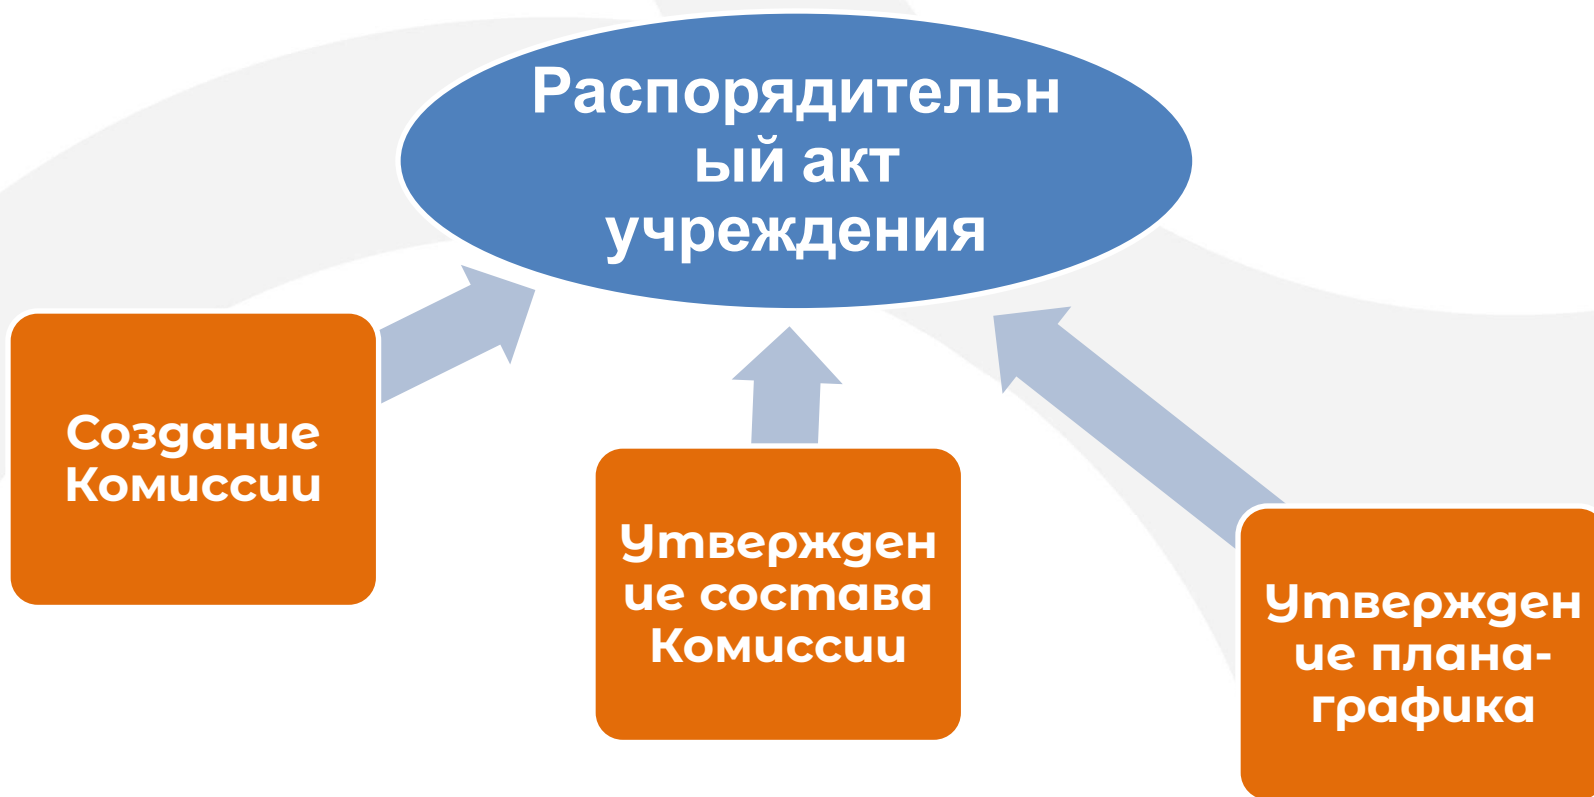 Распорядительн
ый акт
учреждения
Создание
Комиссии
Утвержден
ие состава
Комиссии
Утвержден
ие плана-
графика